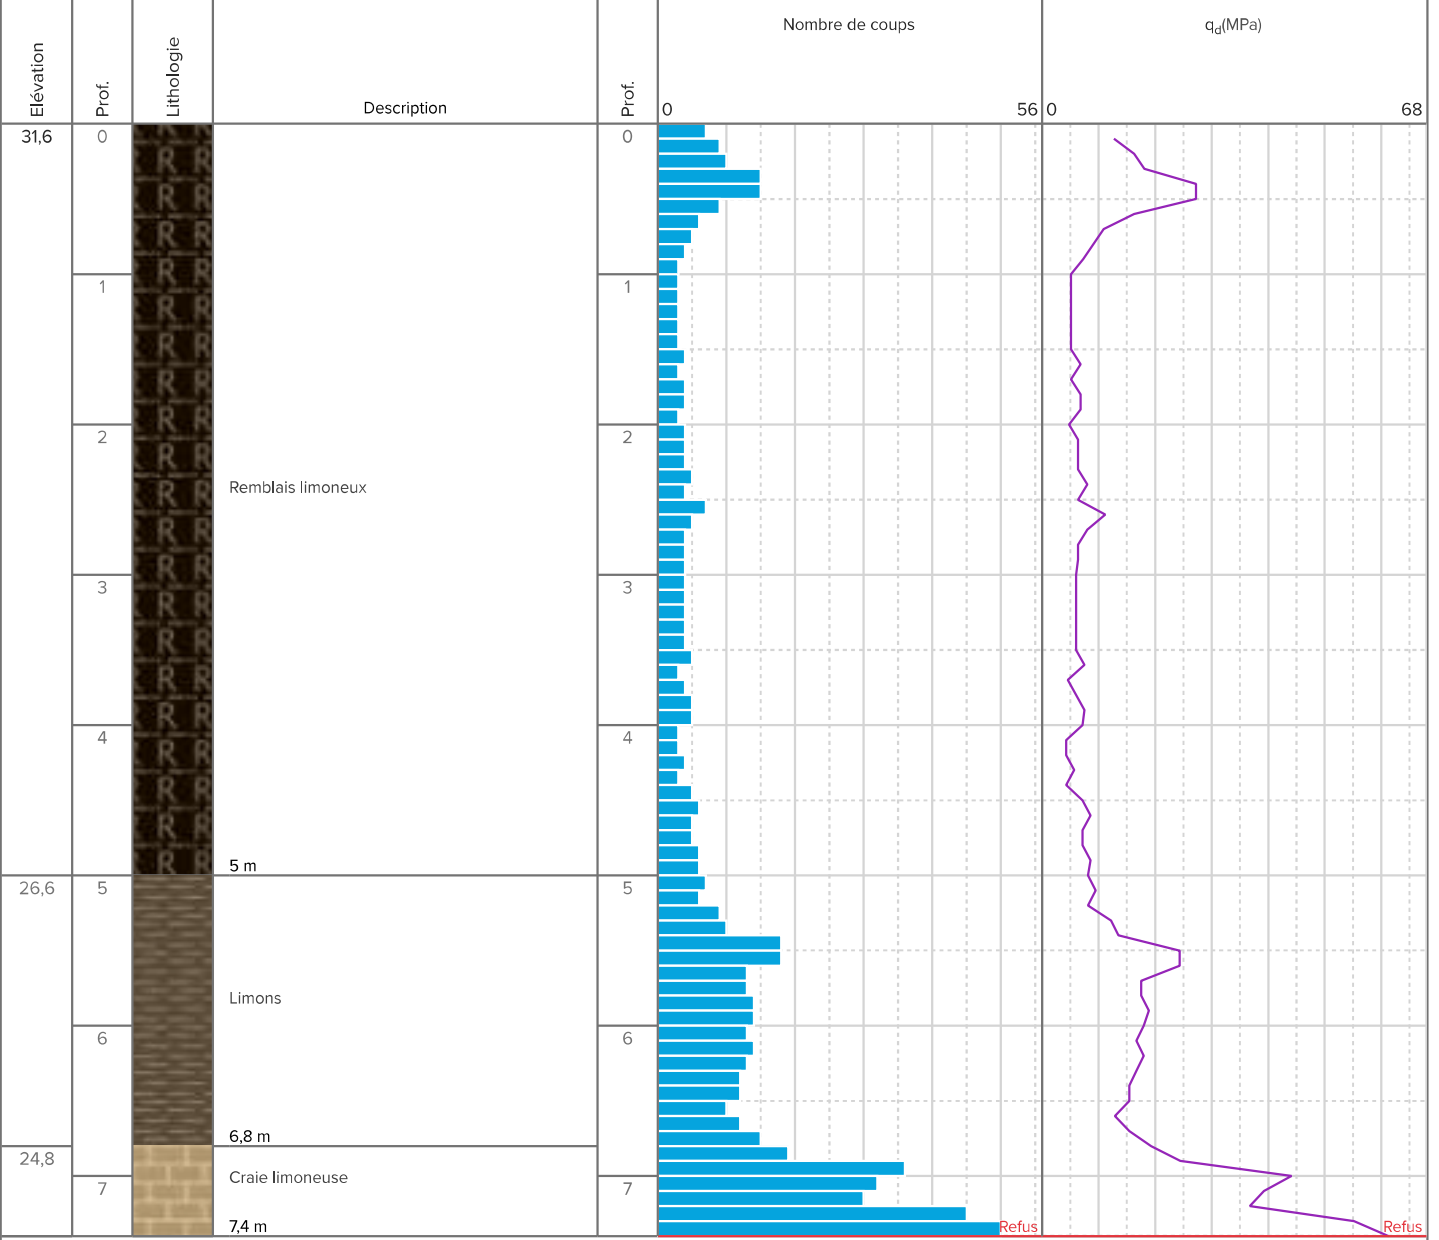 Elévation
Prof.
Lithologie
Description
Prof.
Nombre de coups
0 56
qd(MPa)
0 68
31,6
0
0
1
1
2
2
Remblais limoneux
3
3
4
4
5 m
26,6
5
5
Limons
6
6
6,8 m
24,8
Craie limoneuse
7
7
7,4 m
Refus
Refus